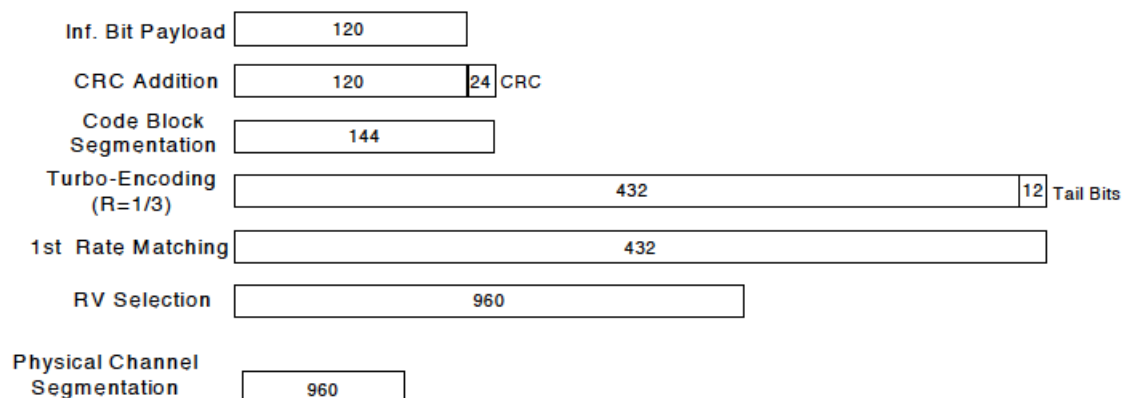 Inf. Bit Payload 120
CRC Addition 120 24 CRC
Code Block
Segmentation 144
Turbo-Encoding
(R=1/3) 432 12 Tail Bits
1st Rate Matching 432
RV Selection 960
Physical Channel
Segmentation 960